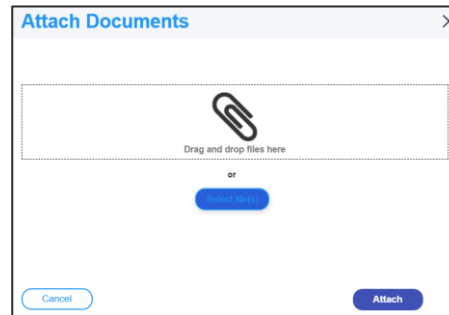 Attach Documents
Drag and drop files here
or
Select file(s)
Cancel
Attach